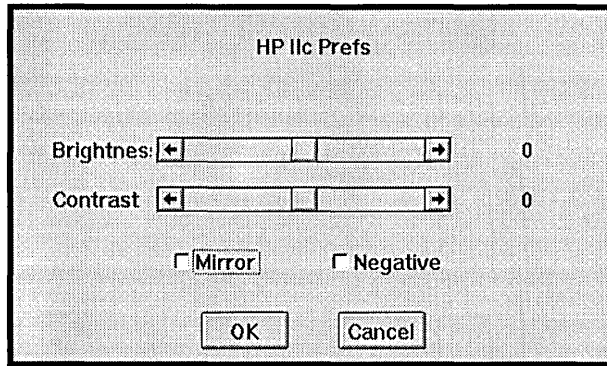 HP IIc Prefs
Brightnes: 0
Contrast 0
Mirror Negative
OK Cancel